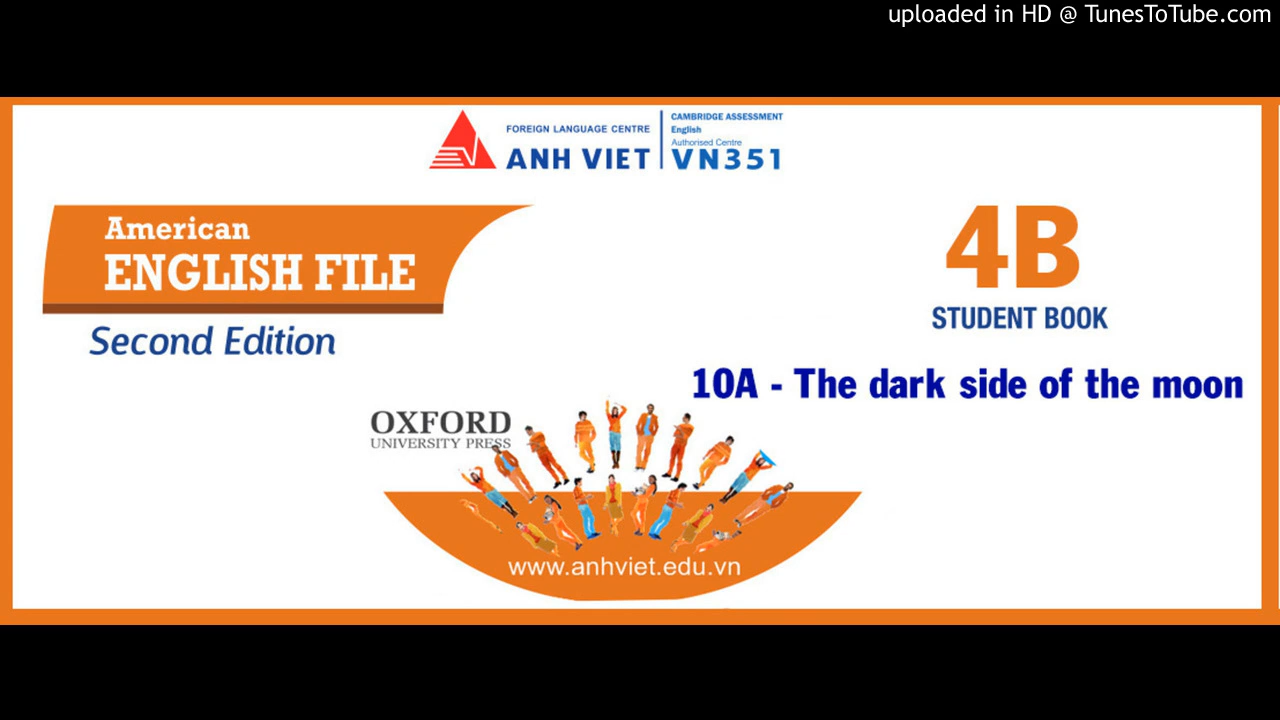 uploaded in HD @ TunesToTube.com
FOREIGN LANGUAGE CENTRE
ANH VIET
CAMBRIDGE ASSESSMENT
English
Authorised Centre
VN351
American
ENGLISH FILE
Second Edition
4B
STUDENT BOOK
10A - The dark side of the moon
OXFORD
UNIVERSITY PRESS
www.anhviet.edu.vn